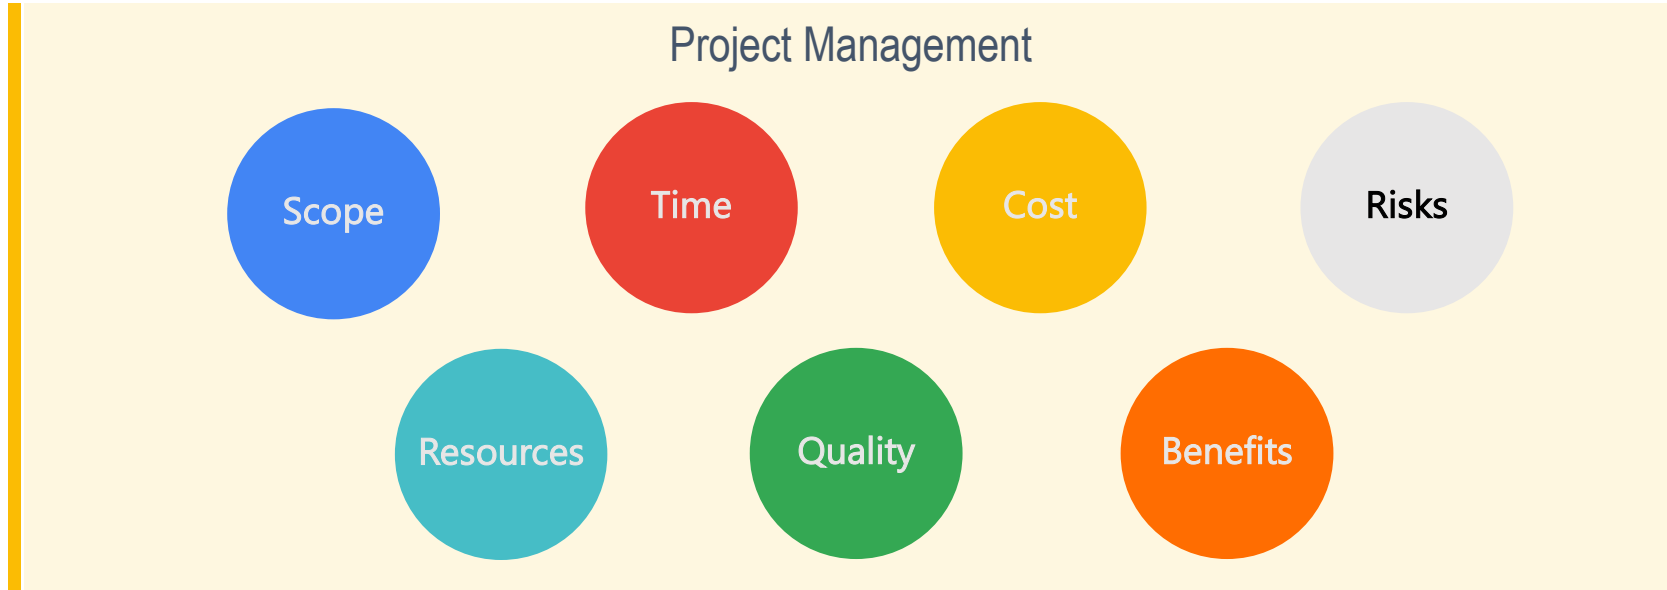 Project Management
Scope
Time
Cost
Risks
Resources
Quality
Benefits